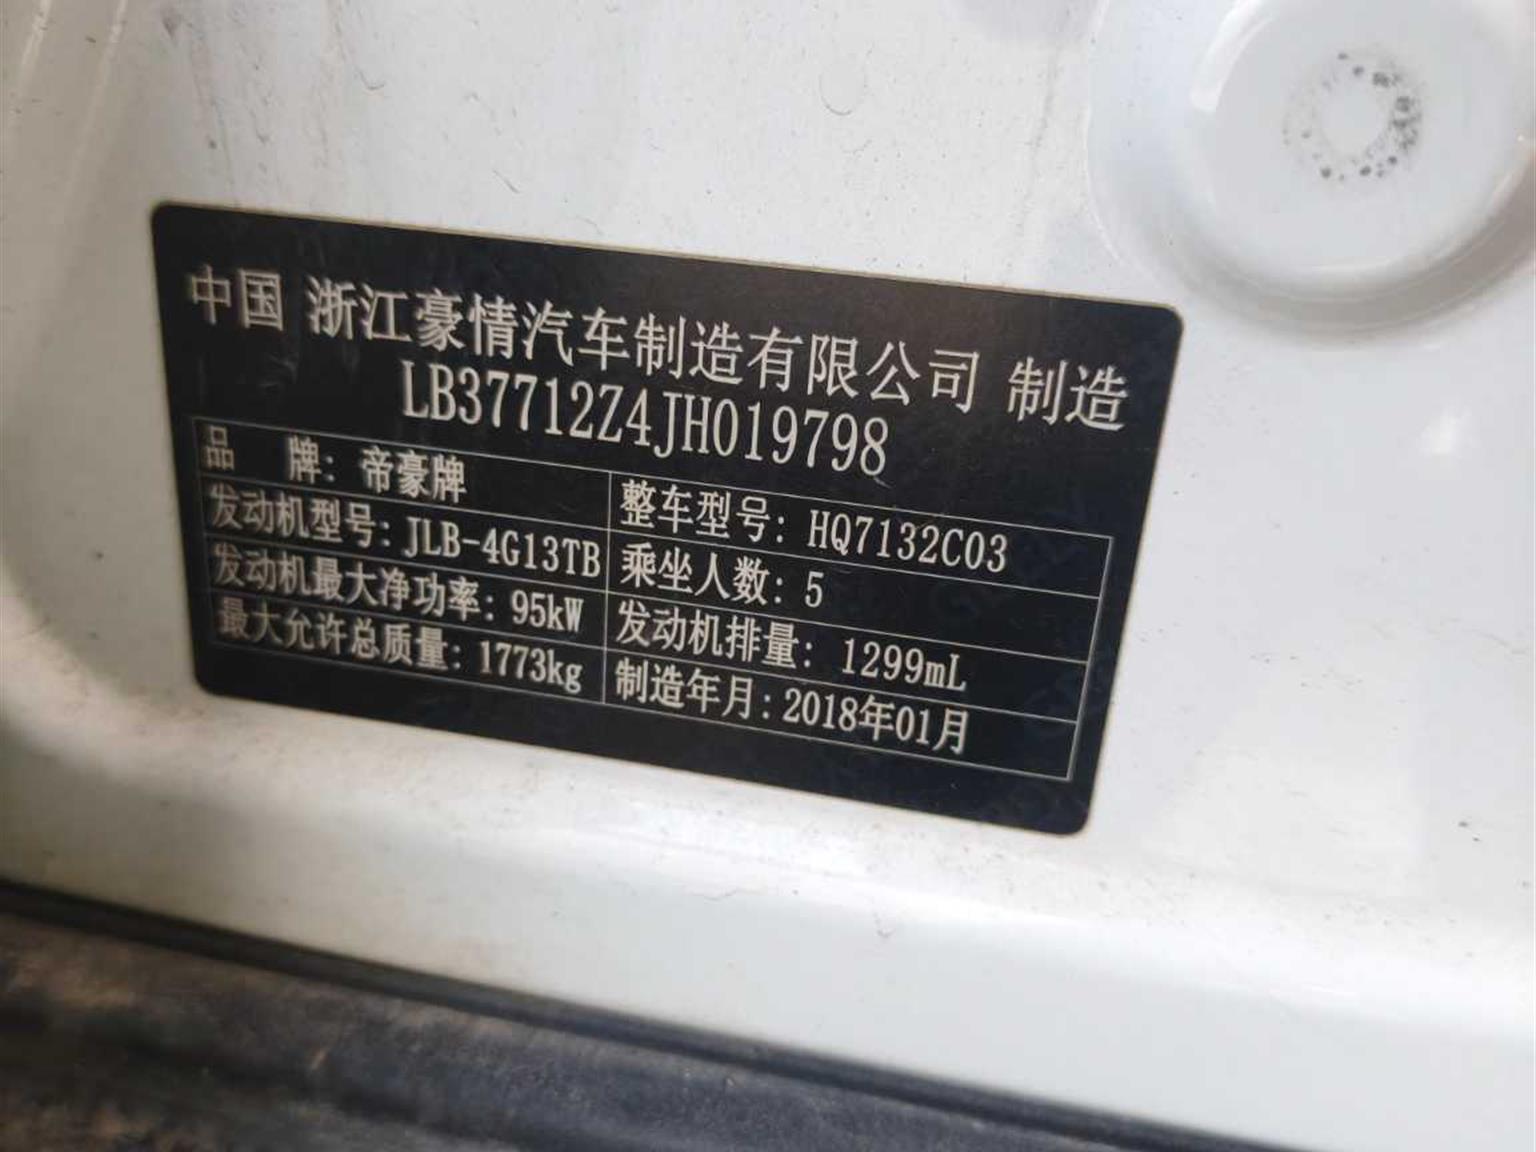 中国 浙江豪情汽车制造有限公司 制造
LB37712Z4JH019798
品 牌: 帝豪牌 整车型号: HQ7132C03
发动机型号: JLB-4G13TB 乘坐人数: 5
发动机最大净功率: 95kW 发动机排量: 1299mL
最大允许总质量: 1773kg 制造年月: 2018年01月